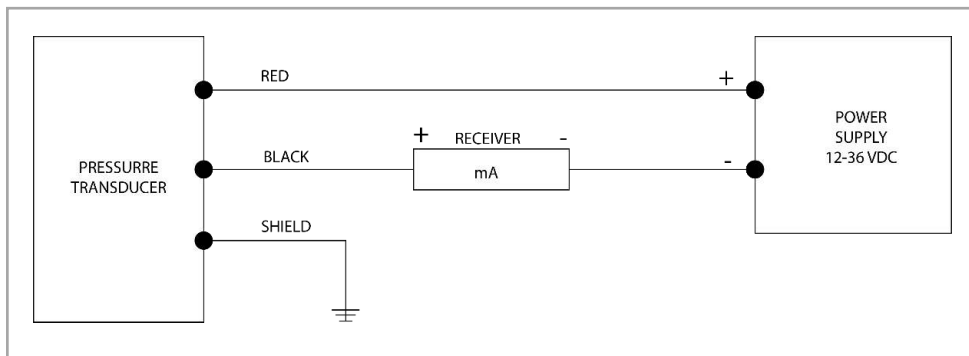 RED
+
POWER
SUPPLY
12-36 VDC
+ RECEIVER -
BLACK
mA
-
PRESSURRE
TRANSDUCER
SHIELD